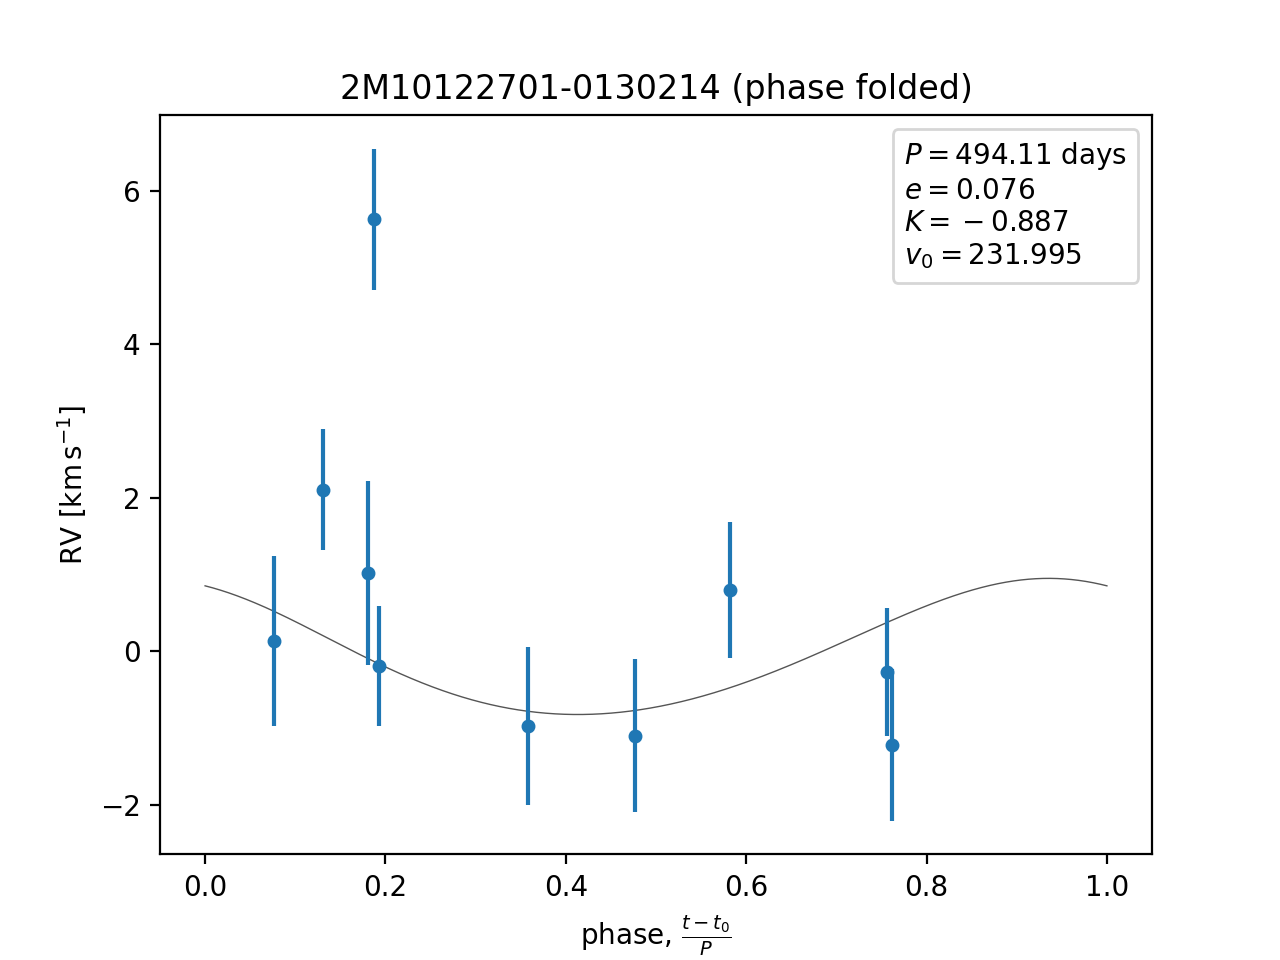 2M10122701-0130214 (phase folded)
P = 494.11 days
e = 0.076
K = −0.887
v₀ = 231.995
6
4
2
0
−2
RV [km s⁻¹]
0.0 0.2 0.4 0.6 0.8 1.0
phase, (t − t₀)/P